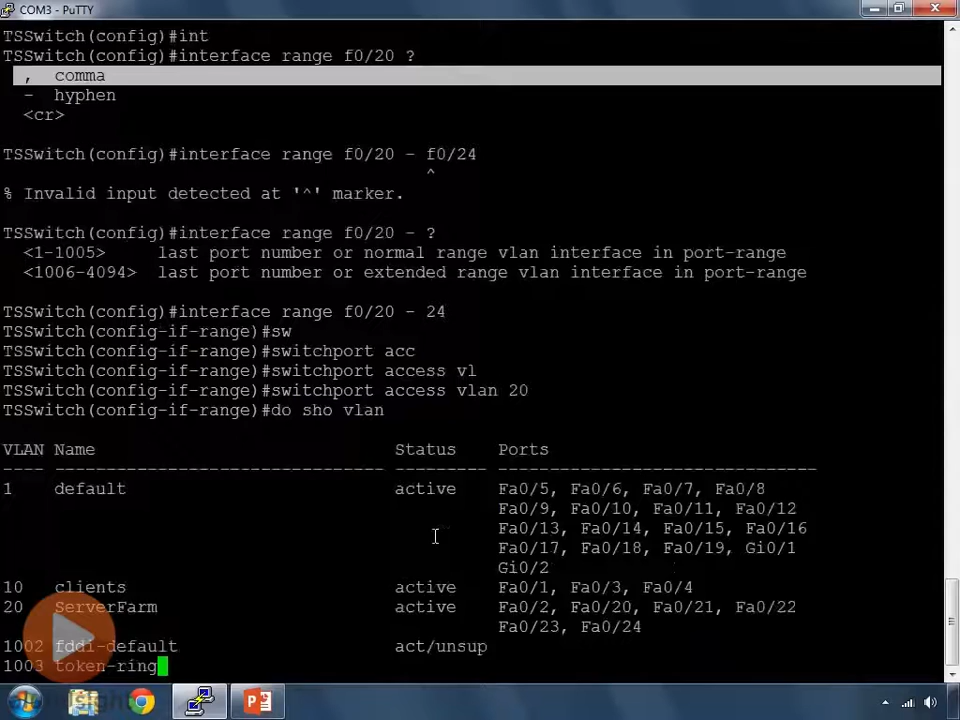 COM3 - PuTTY
TSSwitch(config)#int
TSSwitch(config)#interface range f0/20 ?
, comma
- hyphen
<cr>
TSSwitch(config)#interface range f0/20 - f0/24
^
% Invalid input detected at '^' marker.
TSSwitch(config)#interface range f0/20 - ?
<1-1005> last port number or normal range vlan interface in port-range
<1006-4094> last port number or extended range vlan interface in port-range
TSSwitch(config)#interface range f0/20 - 24
TSSwitch(config-if-range)#sw
TSSwitch(config-if-range)#switchport acc
TSSwitch(config-if-range)#switchport access vl
TSSwitch(config-if-range)#switchport access vlan 20
TSSwitch(config-if-range)#do sho vlan
VLAN Name Status Ports
---- -------------------------------- --------- -------------------------------
1 default active Fa0/5, Fa0/6, Fa0/7, Fa0/8
Fa0/9, Fa0/10, Fa0/11, Fa0/12
Fa0/13, Fa0/14, Fa0/15, Fa0/16
Fa0/17, Fa0/18, Fa0/19, Gi0/1
Gi0/2
10 clients active Fa0/1, Fa0/3, Fa0/4
20 ServerFarm active Fa0/2, Fa0/20, Fa0/21, Fa0/22
Fa0/23, Fa0/24
1002 fddi-default act/unsup
1003 token-ring